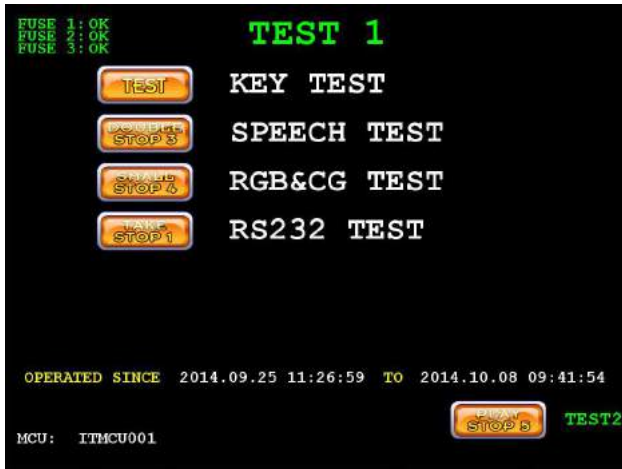 FUSE 1:OK
FUSE 2:OK
FUSE 3:OK
TEST 1
TEST KEY TEST
DOUBLE
STOP 3 SPEECH TEST
SMALL
STOP 4 RGB&CG TEST
TAKE
STOP 1 RS232 TEST
OPERATED SINCE 2014.09.25 11:26:59 TO 2014.10.08 09:41:54
PLAY
STOP 5 TEST2
MCU: ITMCU001